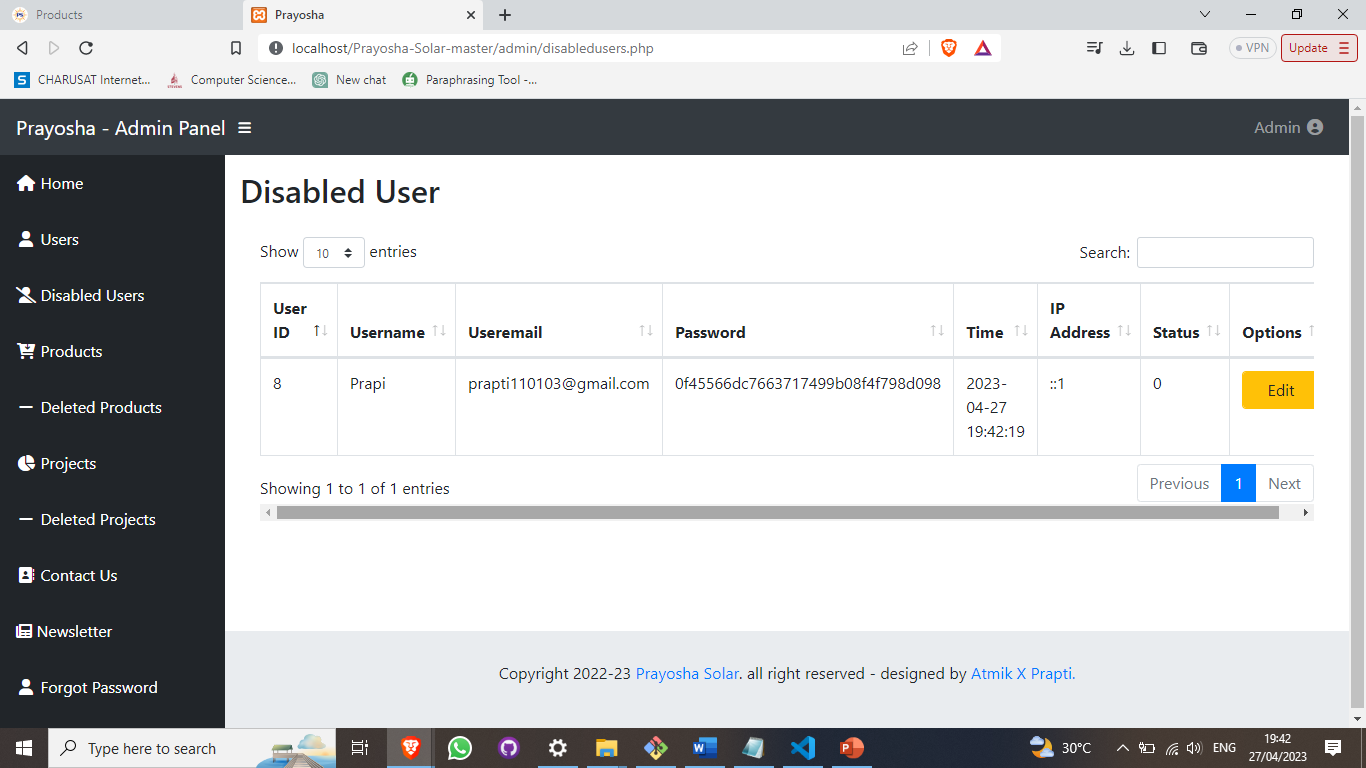 Products
Prayosha
localhost/Prayosha-Solar-master/admin/disabledusers.php
VPN
Update
CHARUSAT Internet...
Computer Science...
New chat
Paraphrasing Tool -...
Prayosha - Admin Panel
Admin
Home
Users
Disabled Users
Products
Deleted Products
Projects
Deleted Projects
Contact Us
Newsletter
Forgot Password
Disabled User
Show 10 entries
Search:
User ID
Username
Useremail
Password
Time
IP Address
Status
Options
8
Prapi
prapti110103@gmail.com
0f45566dc7663717499b08f4f798d098
2023-
04-27
19:42:19
::1
0
Edit
Showing 1 to 1 of 1 entries
Previous 1 Next
Copyright 2022-23 Prayosha Solar. all right reserved - designed by Atmik X Prapti.
Type here to search
30°C
ENG
19:42
27/04/2023